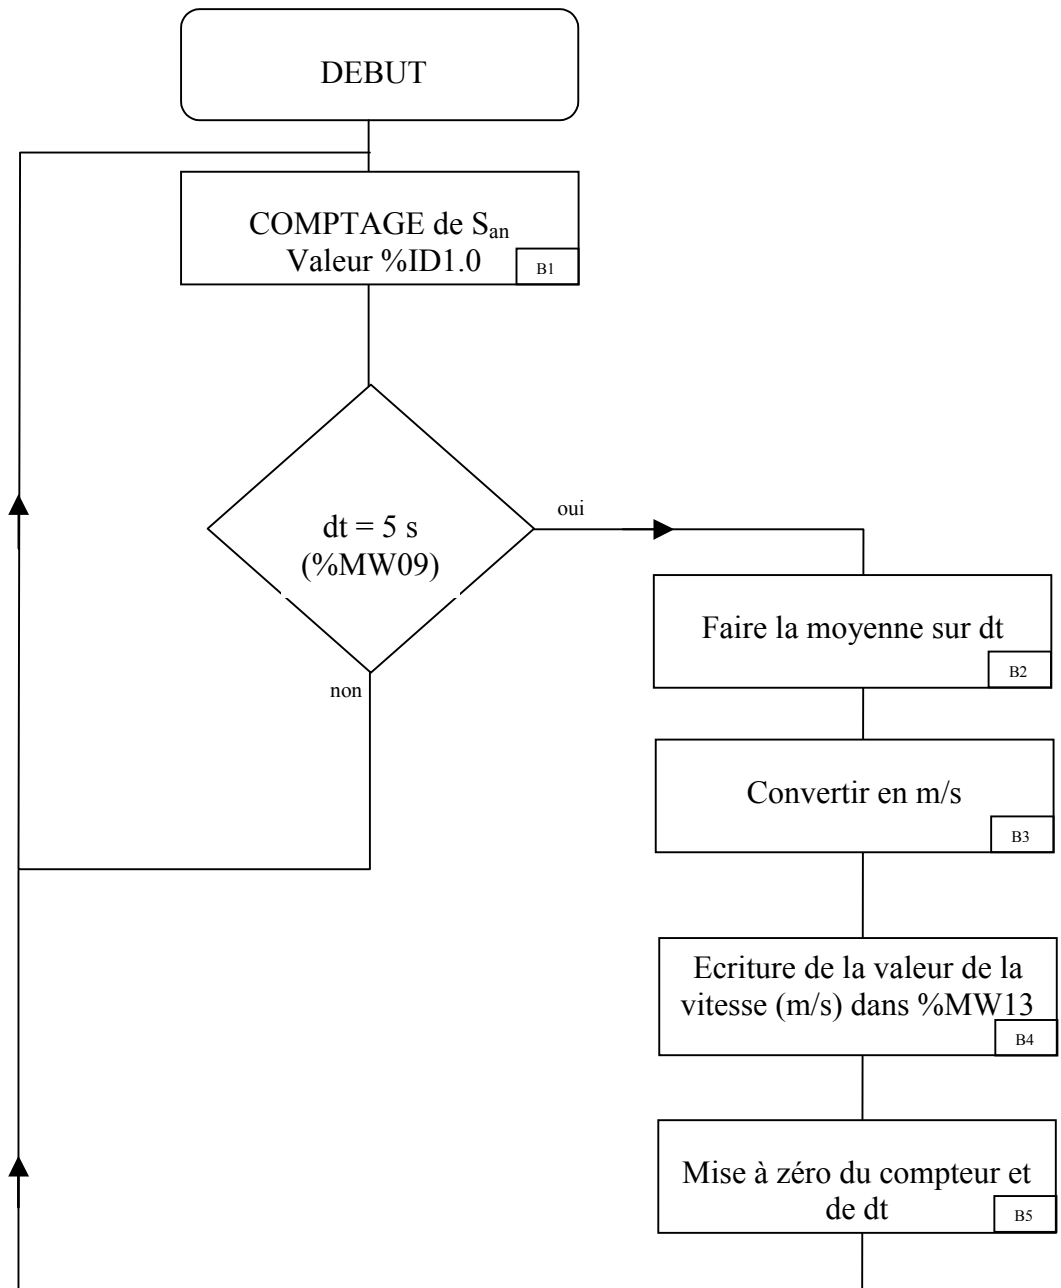 DEBUT
COMPTAGE de San
Valeur %ID1.0
B1
dt = 5 s
(%MW09)
oui
non
Faire la moyenne sur dt
B2
Convertir en m/s
B3
Ecriture de la valeur de la
vitesse (m/s) dans %MW13
B4
Mise à zéro du compteur et
de dt
B5